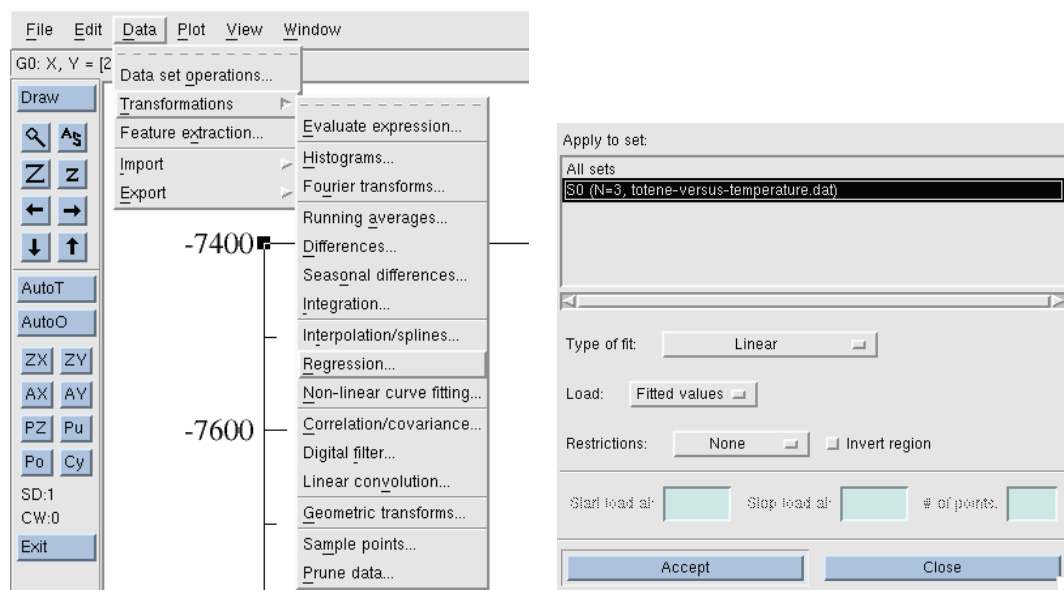 File Edit Data Plot View Window
G0: X, Y = [2
Draw
AutoT
AutoO
ZX ZY
AX AY
PZ Pu
Po Cy
SD:1
CW:0
Exit
Data set operations...
Transformations
Feature extraction...
Import
Export
Evaluate expression...
Histograms...
Fourier transforms...
Running averages...
Differences...
Seasonal differences...
Integration...
Interpolation/splines...
Regression...
Non-linear curve fitting...
Correlation/covariance...
Digital filter...
Linear convolution...
Geometric transforms...
Sample points...
Prune data...
-7400
-7600
Apply to set:
All sets
S0 (N=3, totene-versus-temperature.dat)
Type of fit: Linear
Load: Fitted values
Restrictions: None Invert region
Start load at: Stop load at: # of points:
Accept Close